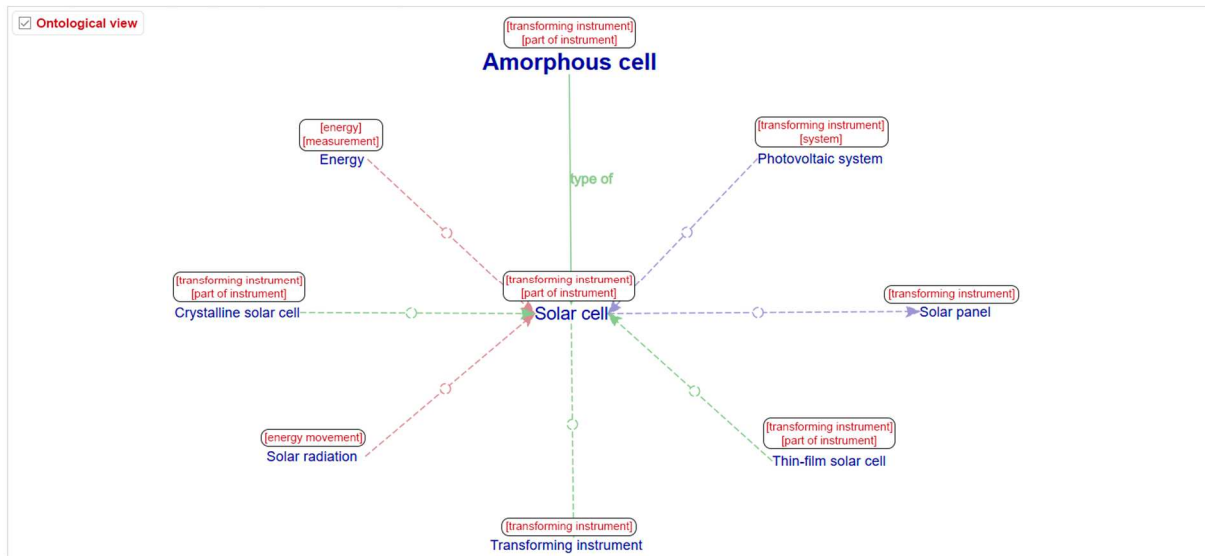 Ontological view
[transforming instrument]
[part of instrument]
Amorphous cell
[energy]
[measurement]
Energy
[transforming instrument]
[system]
Photovoltaic system
type of
[transforming instrument]
[part of instrument]
Crystalline solar cell
[transforming instrument]
[part of instrument]
Solar cell
[transforming instrument]
Solar panel
[energy movement]
Solar radiation
[transforming instrument]
[part of instrument]
Thin-film solar cell
[transforming instrument]
Transforming instrument